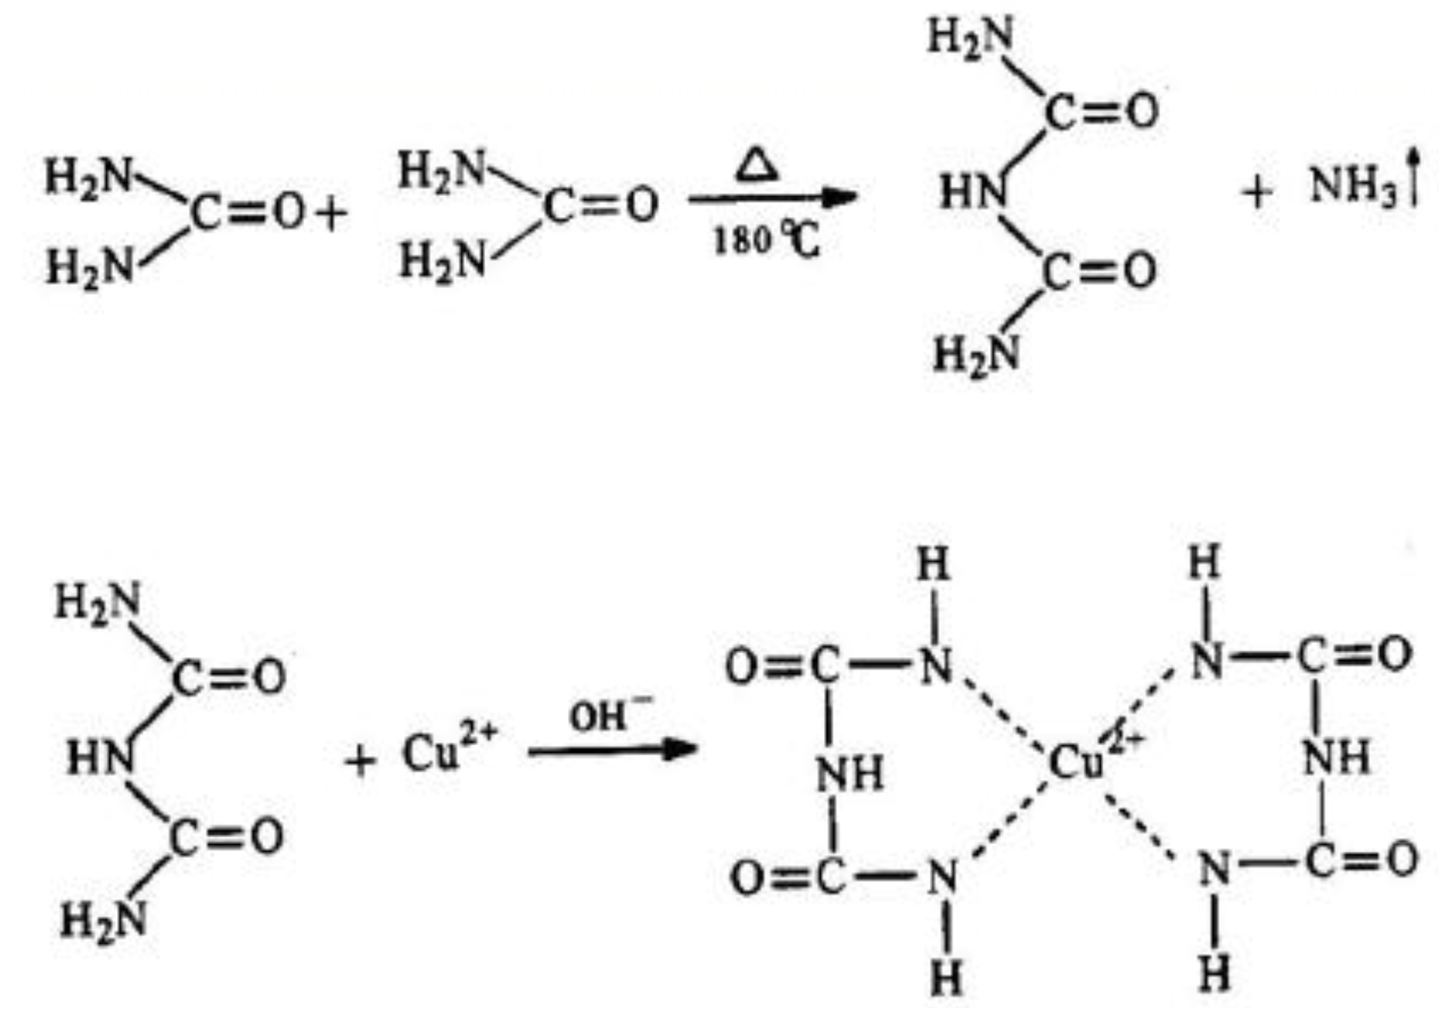 H₂N
H₂N H₂N C=O
C=O + C=O △ HN + NH₃↑
H₂N H₂N 180℃ C=O
H₂N
H H
H₂N O=C—N N—C=O
C=O OH⁻
HN + Cu²⁺ NH Cu²⁺ NH
C=O O=C—N N—C=O
H₂N H H